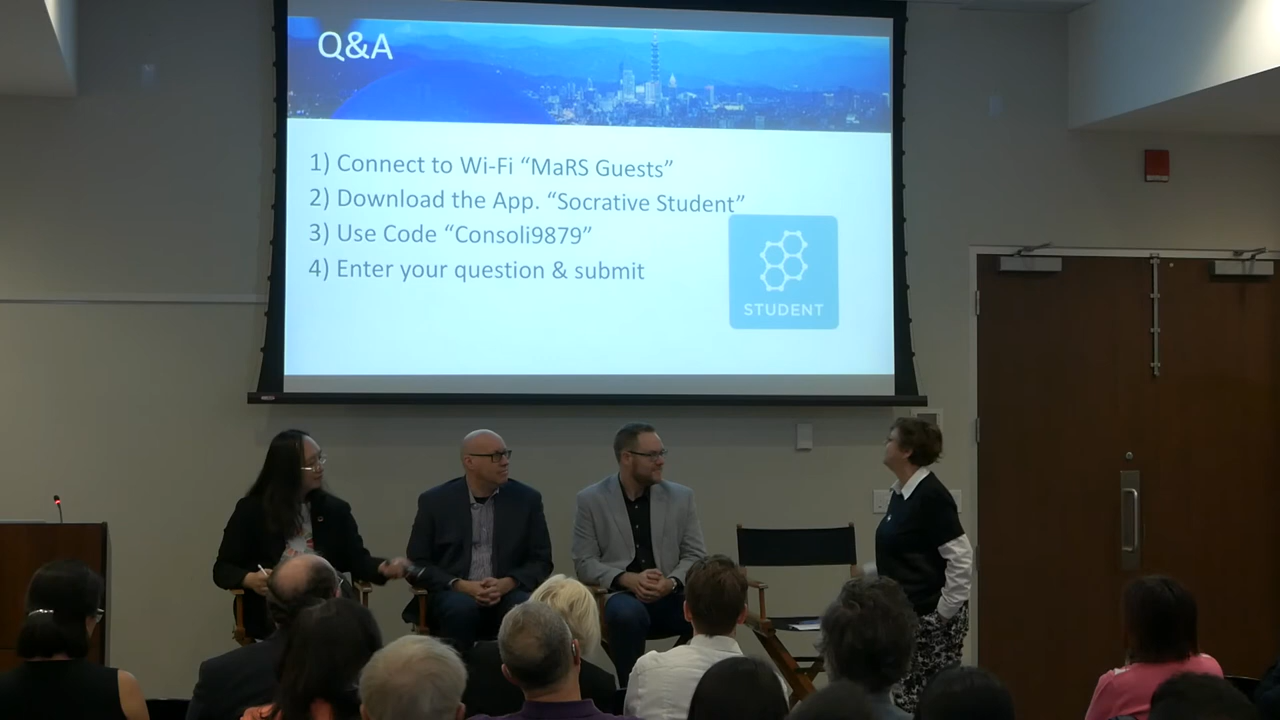 Q&A
1) Connect to Wi-Fi “MaRS Guests”
2) Download the App. “Socrative Student”
3) Use Code “Consoli9879”
4) Enter your question & submit
STUDENT